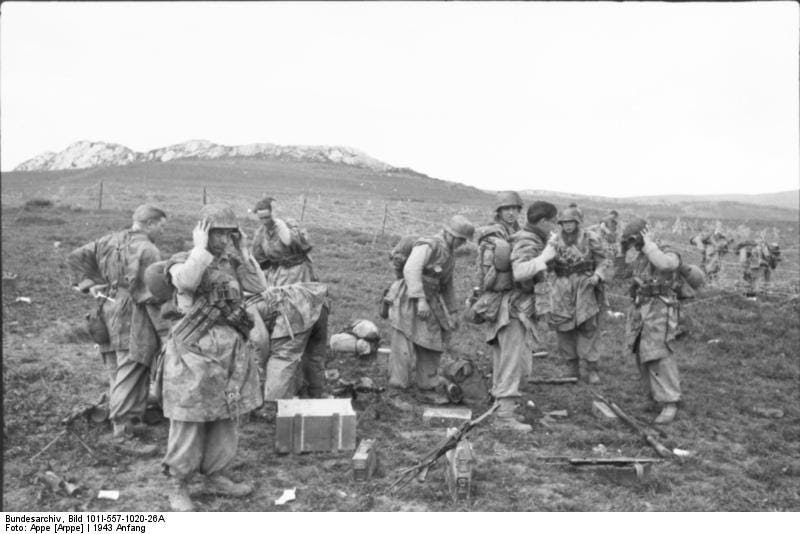 Bundesarchiv, Bild 101I-557-1020-26A
Foto: Appe [Arppe] | 1943 Anfang